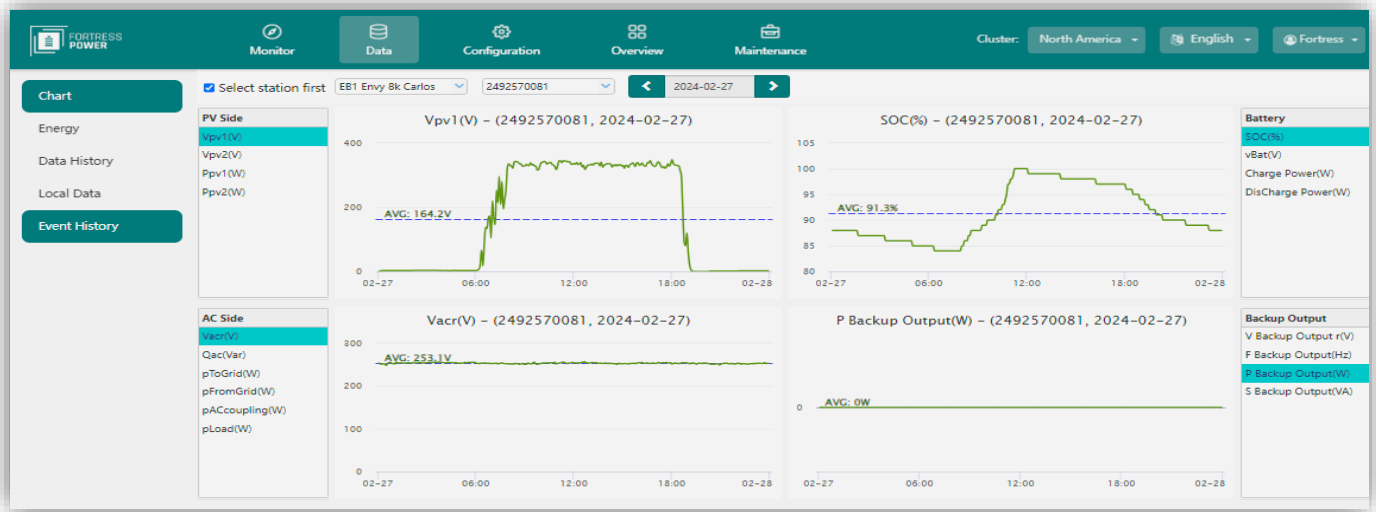 FORTRESS
POWER
Monitor
Data
Configuration
Overview
Maintenance
Cluster:
North America
English
Fortress
Chart
Energy
Data History
Local Data
Event History
Select station first
EB1 Envy 8k Carlos
2492570081
2024-02-27
PV Side
Vpv1(V)
Vpv2(V)
Ppv1(W)
Ppv2(W)
Vpv1(V) – (2492570081, 2024-02-27)
400
200
0
AVG: 164.2V
02-27 06:00 12:00 18:00 02-28
SOC(%) – (2492570081, 2024-02-27)
105
100
95
90
85
80
AVG: 91.3%
02-27 06:00 12:00 18:00 02-28
Battery
SOC(%)
vBat(V)
Charge Power(W)
DisCharge Power(W)
AC Side
Vacr(V)
Qac(Var)
pToGrid(W)
pFromGrid(W)
pACcoupling(W)
pLoad(W)
Vacr(V) – (2492570081, 2024-02-27)
300
200
100
0
AVG: 253.1V
02-27 06:00 12:00 18:00 02-28
P Backup Output(W) – (2492570081, 2024-02-27)
0
AVG: 0W
02-27 06:00 12:00 18:00 02-28
Backup Output
V Backup Output r(V)
F Backup Output(Hz)
P Backup Output(W)
S Backup Output(VA)